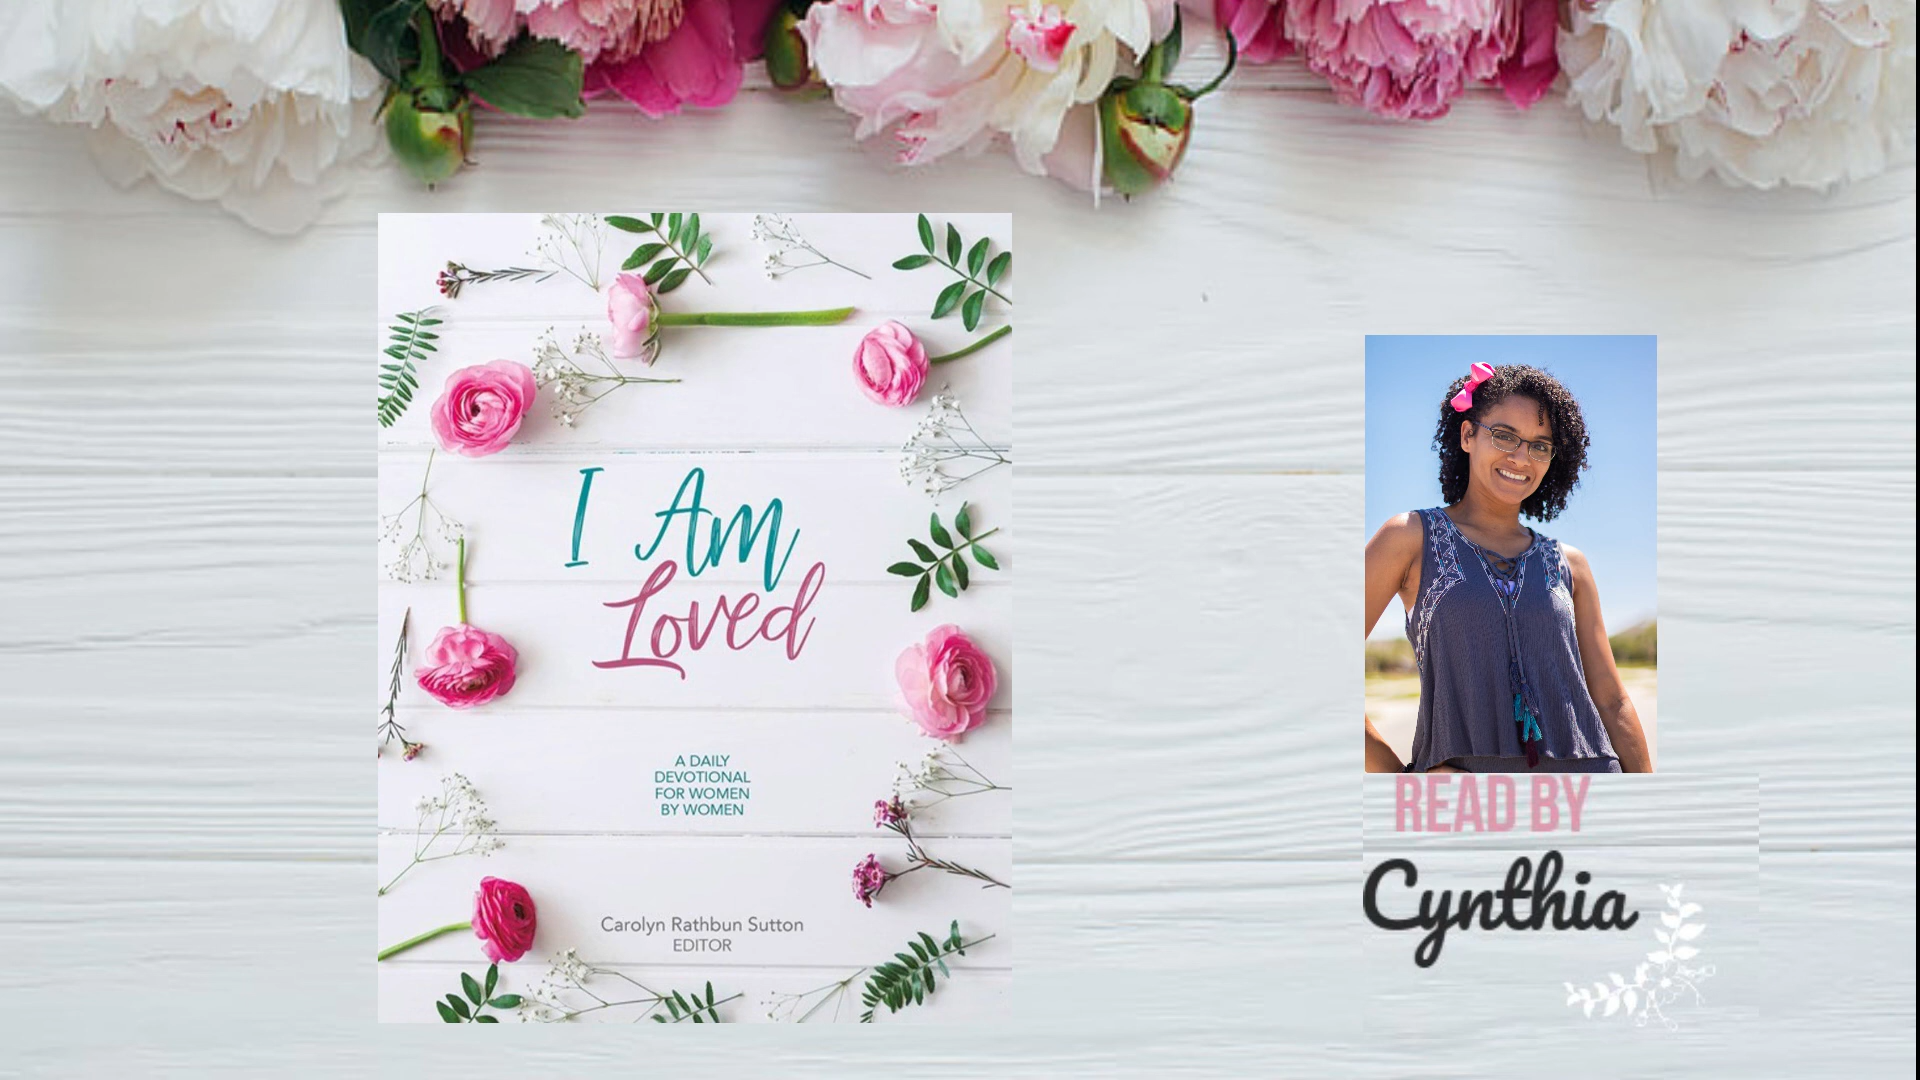 I Am
Loved
A DAILY
DEVOTIONAL
FOR WOMEN
BY WOMEN
Carolyn Rathbun Sutton
EDITOR
READ BY
Cynthia